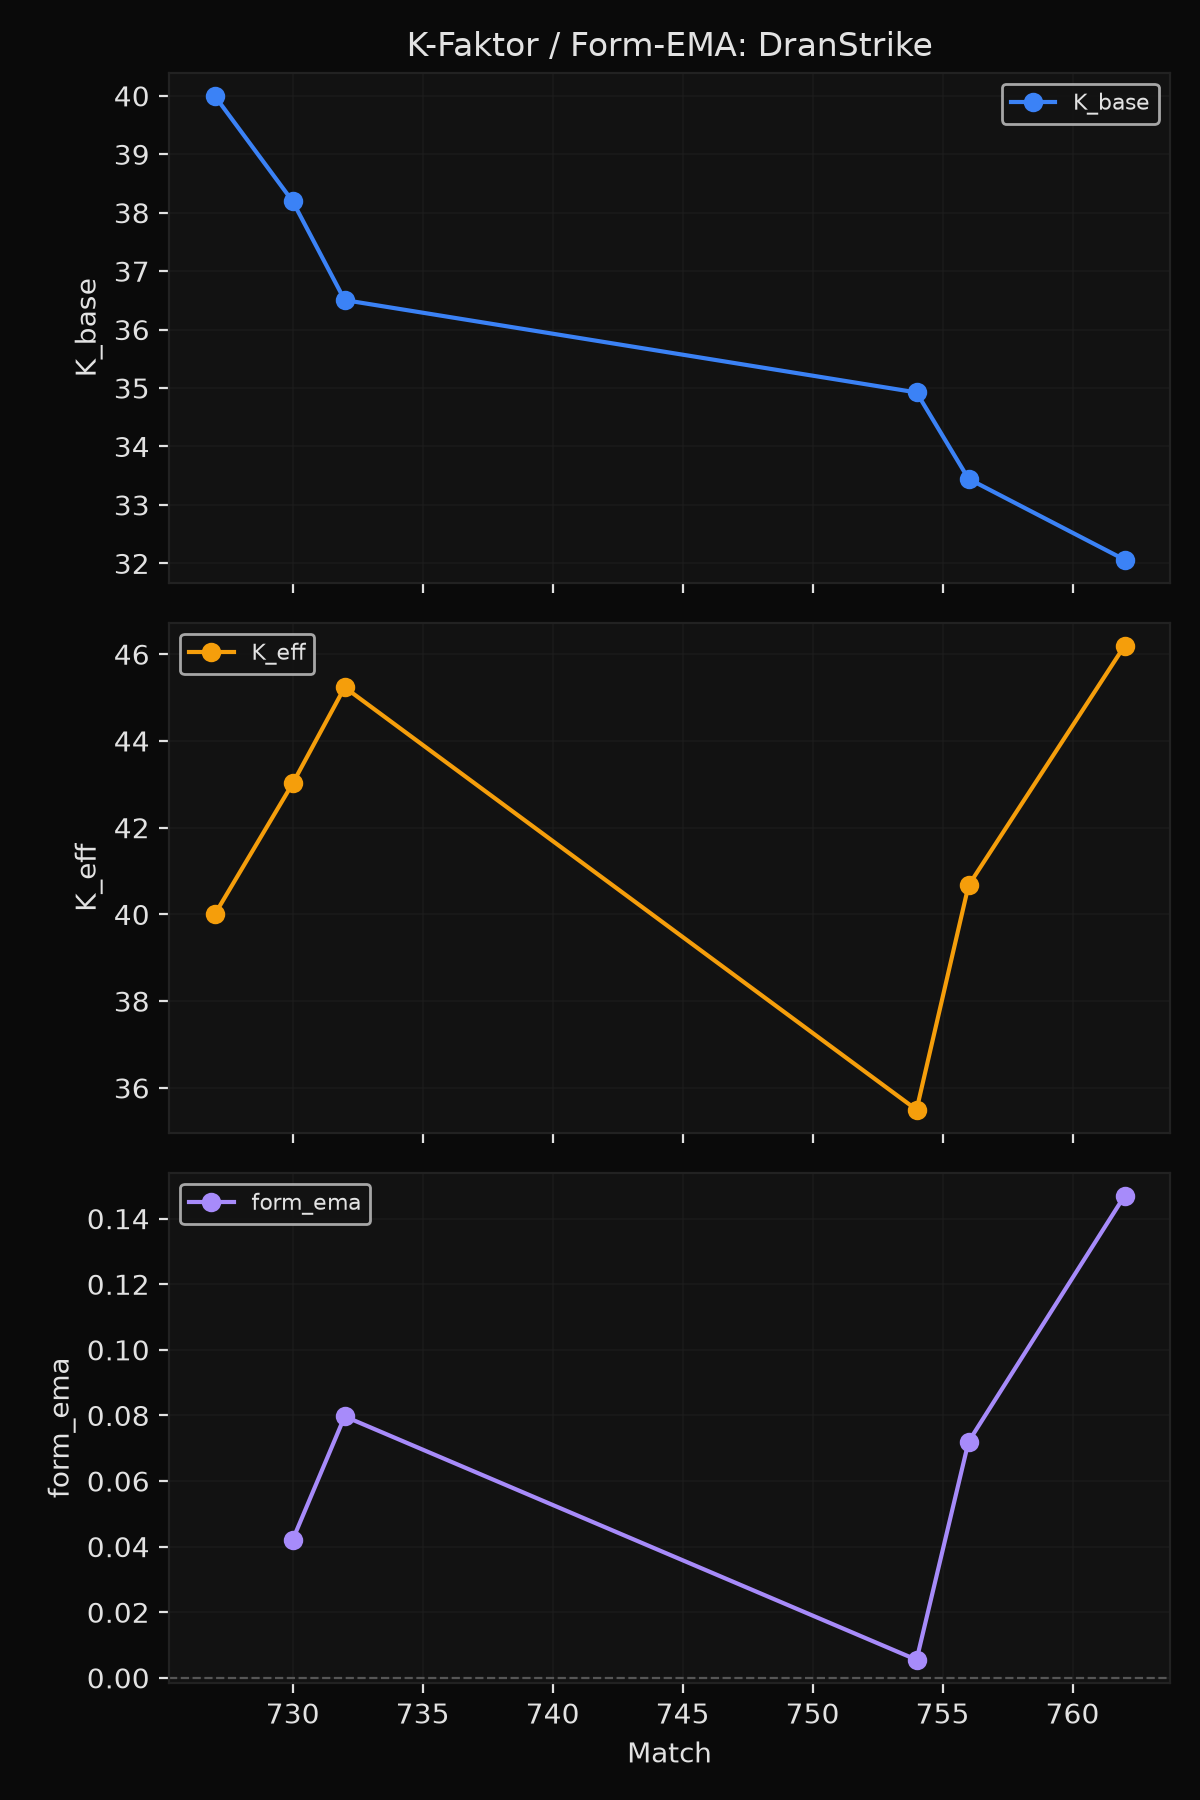 K-Faktor / Form-EMA: DranStrike
K_base
40
39
38
37
36
35
34
33
32
K_base
K_eff
46
44
42
40
38
36
K_eff
form_ema
0.14
0.12
0.10
0.08
0.06
0.04
0.02
0.00
form_ema
730 735 740 745 750 755 760
Match